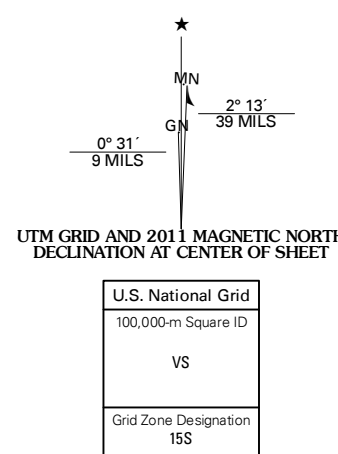 ★
MN
GN
2° 13´
39 MILS
0° 31´
9 MILS
UTM GRID AND 2011 MAGNETIC NORTH
DECLINATION AT CENTER OF SHEET
U.S. National Grid
100,000-m Square ID
VS
Grid Zone Designation
15S